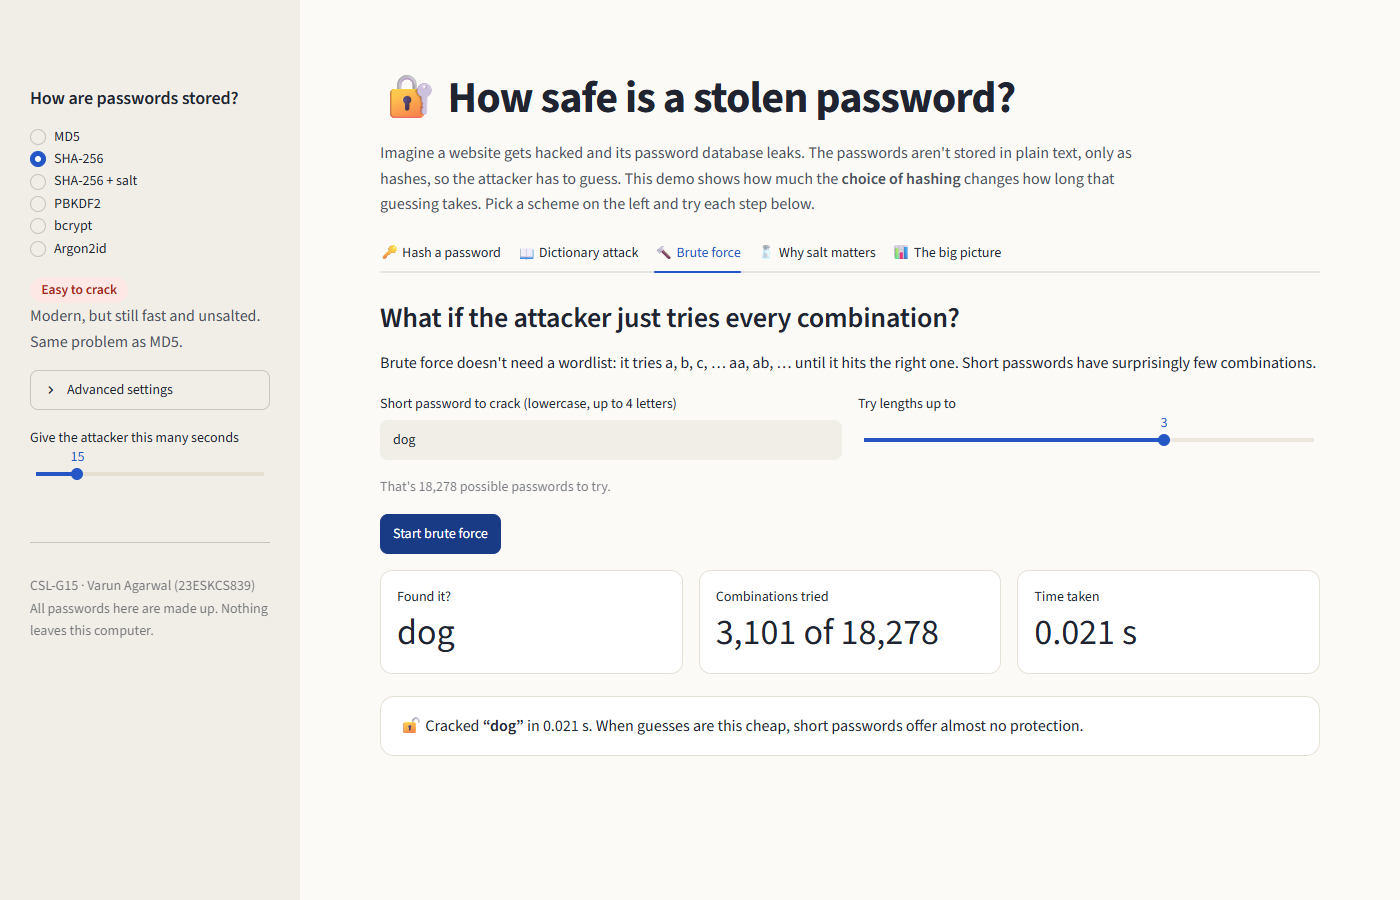 How are passwords stored?
MD5
SHA-256
SHA-256 + salt
PBKDF2
bcrypt
Argon2id
Easy to crack
Modern, but still fast and unsalted.
Same problem as MD5.
Advanced settings
Give the attacker this many seconds
15
CSL-G15 · Varun Agarwal (23ESKCS839)
All passwords here are made up. Nothing
leaves this computer.
How safe is a stolen password?
Imagine a website gets hacked and its password database leaks. The passwords aren't stored in plain text, only as
hashes, so the attacker has to guess. This demo shows how much the choice of hashing changes how long that
guessing takes. Pick a scheme on the left and try each step below.
Hash a password
Dictionary attack
Brute force
Why salt matters
The big picture
What if the attacker just tries every combination?
Brute force doesn't need a wordlist: it tries a, b, c, … aa, ab, … until it hits the right one. Short passwords have surprisingly few combinations.
Short password to crack (lowercase, up to 4 letters)
dog
Try lengths up to
3
That's 18,278 possible passwords to try.
Start brute force
Found it?
dog
Combinations tried
3,101 of 18,278
Time taken
0.021 s
Cracked “dog” in 0.021 s. When guesses are this cheap, short passwords offer almost no protection.